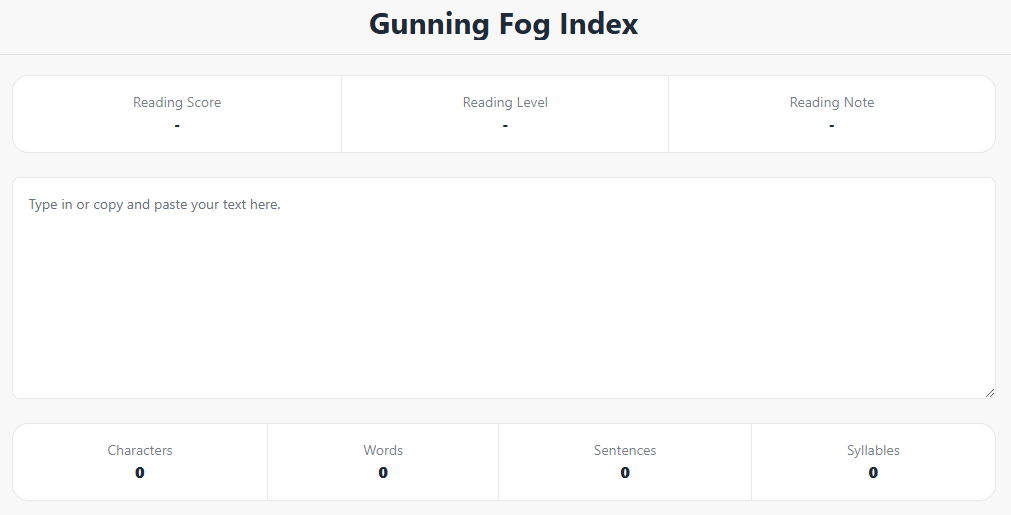 Gunning Fog Index
Reading Score
-
Reading Level
-
Reading Note
-
Type in or copy and paste your text here.
Characters
0
Words
0
Sentences
0
Syllables
0